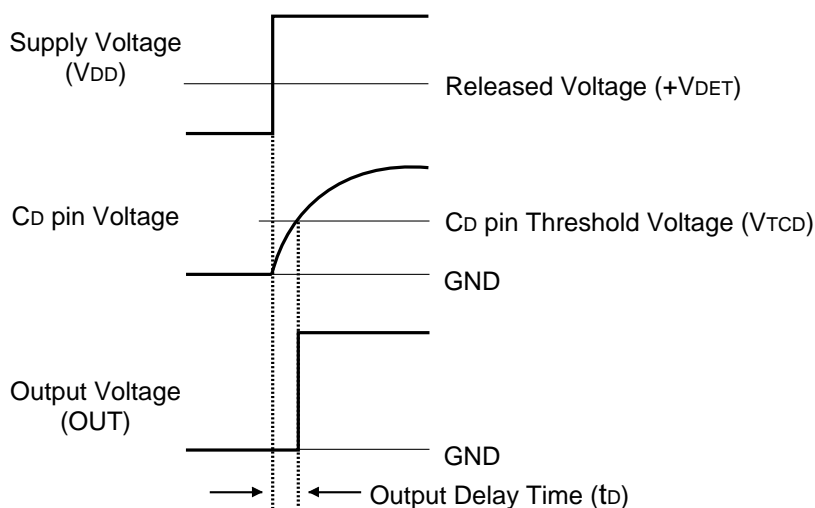 Supply Voltage
(VDD)
Released Voltage (+VDET)
CD pin Voltage
CD pin Threshold Voltage (VTCD)
GND
Output Voltage
(OUT)
GND
Output Delay Time (tD)